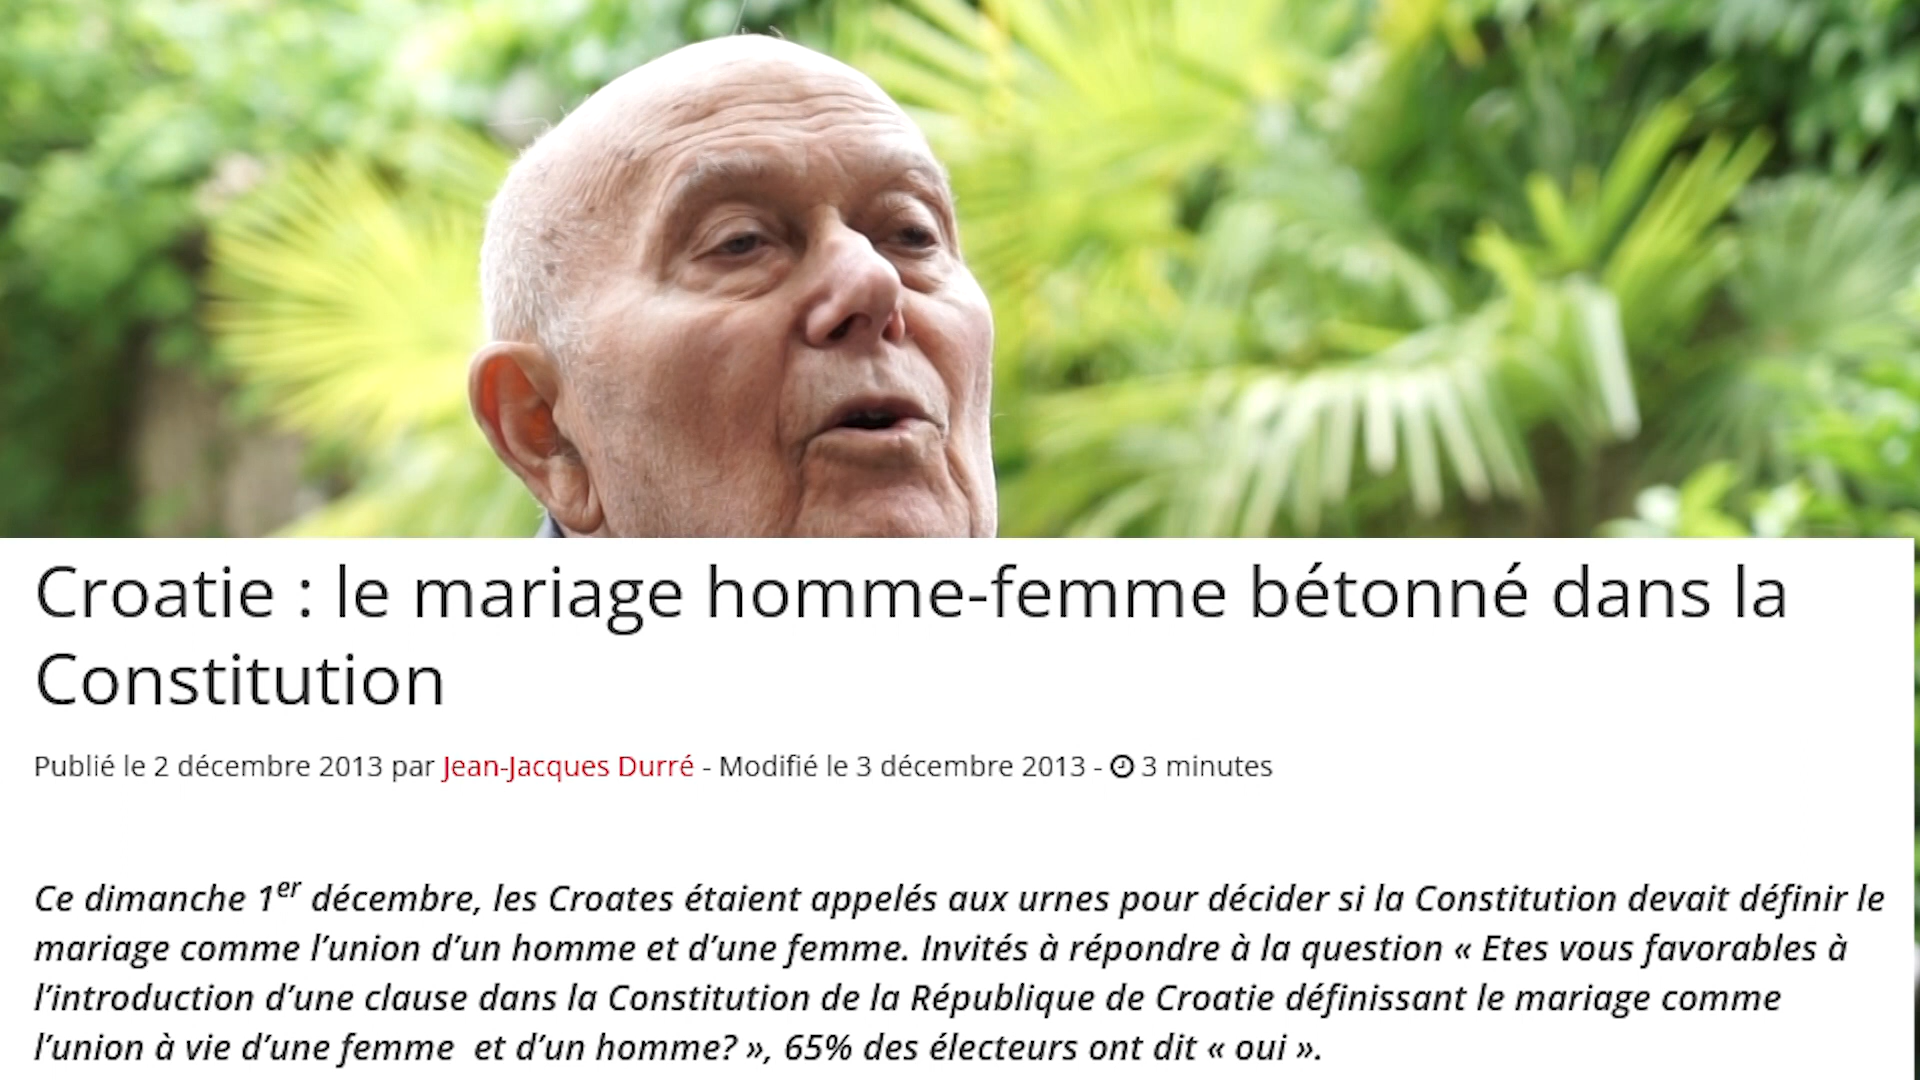 Croatie : le mariage homme-femme bétonné dans la
Constitution
Publié le 2 décembre 2013 par Jean-Jacques Durré - Modifié le 3 décembre 2013 - 3 minutes
Ce dimanche 1er décembre, les Croates étaient appelés aux urnes pour décider si la Constitution devait définir le
mariage comme l’union d’un homme et d’une femme. Invités à répondre à la question « Etes vous favorables à
l’introduction d’une clause dans la Constitution de la République de Croatie définissant le mariage comme
l’union à vie d’une femme  et d’un homme? », 65% des électeurs ont dit « oui ».